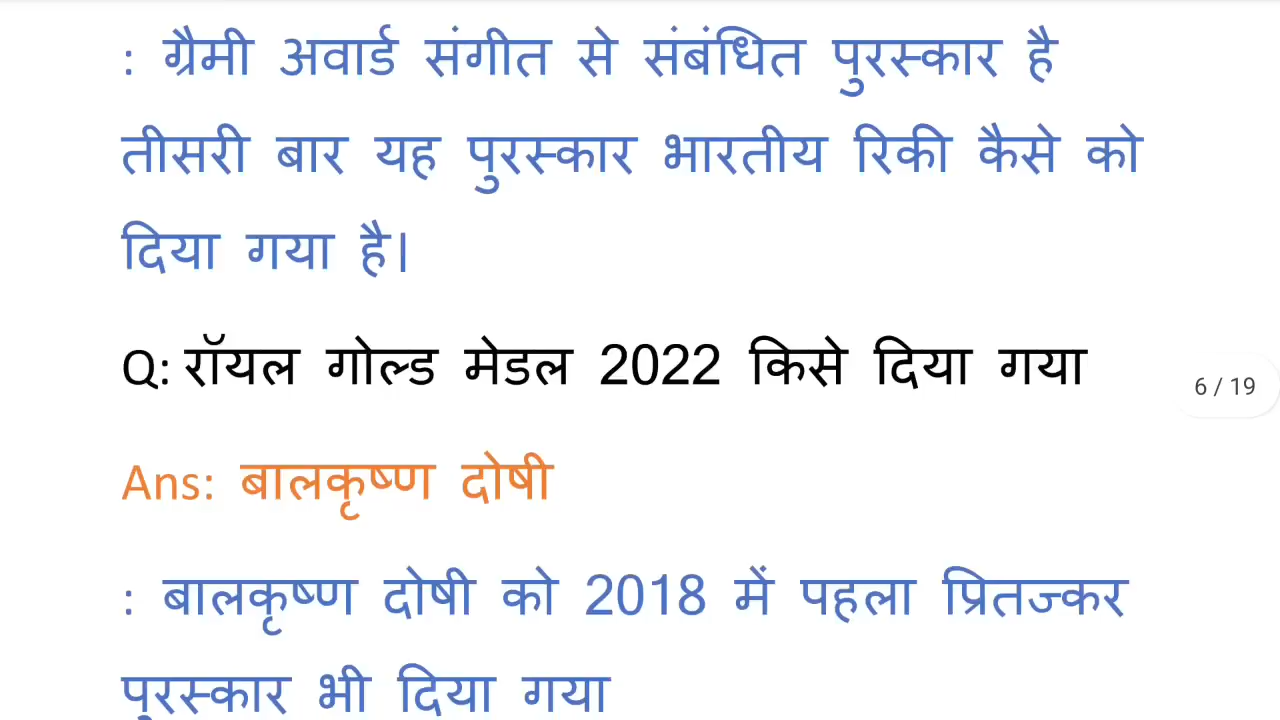 : ग्रैमी अवार्ड संगीत से संबंधित पुरस्कार है
तीसरी बार यह पुरस्कार भारतीय रिकी कैसे को
दिया गया है।
Q: रॉयल गोल्ड मेडल 2022 किसे दिया गया
6 / 19
Ans: बालकृष्ण दोषी
: बालकृष्ण दोषी को 2018 में पहला प्रितज्कर
पुरस्कार भी दिया गया